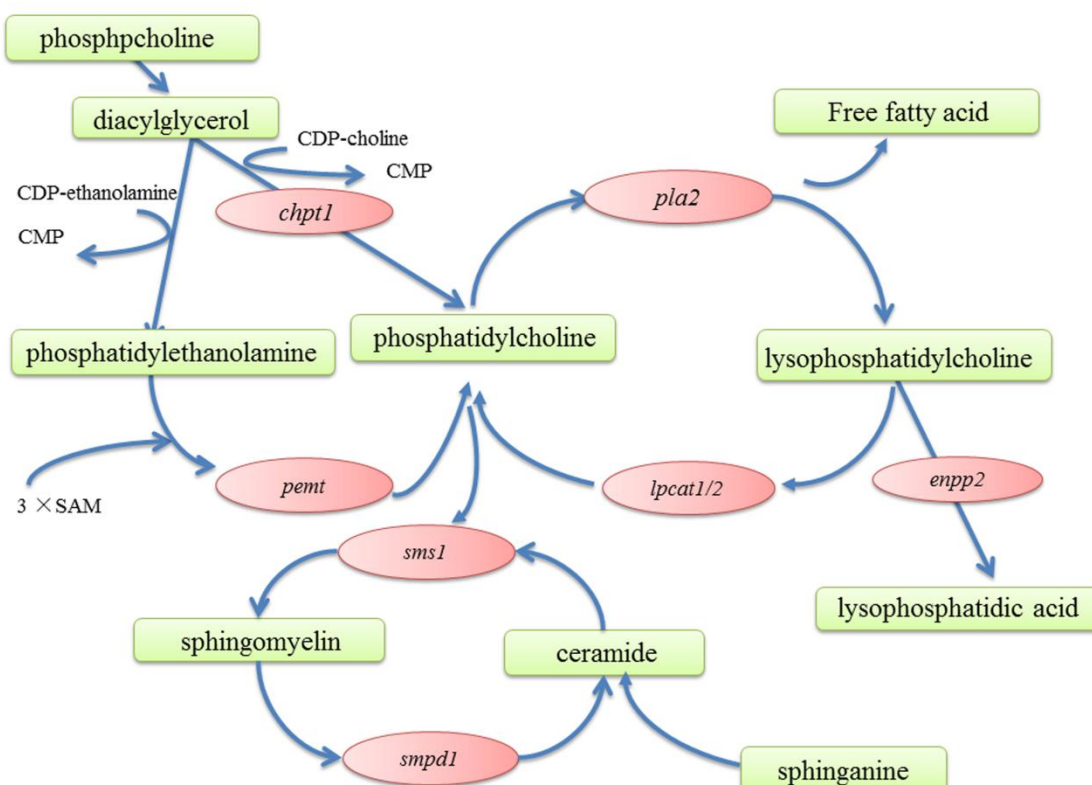 phosphpcholine
diacylglycerol
Free fatty acid
CDP-choline
CMP
CDP-ethanolamine
chpt1
pla2
CMP
phosphatidylethanolamine
phosphatidylcholine
lysophosphatidylcholine
3 ×SAM
pemt
lpcat1/2
enpp2
sms1
lysophosphatidic acid
sphingomyelin
ceramide
smpd1
sphinganine